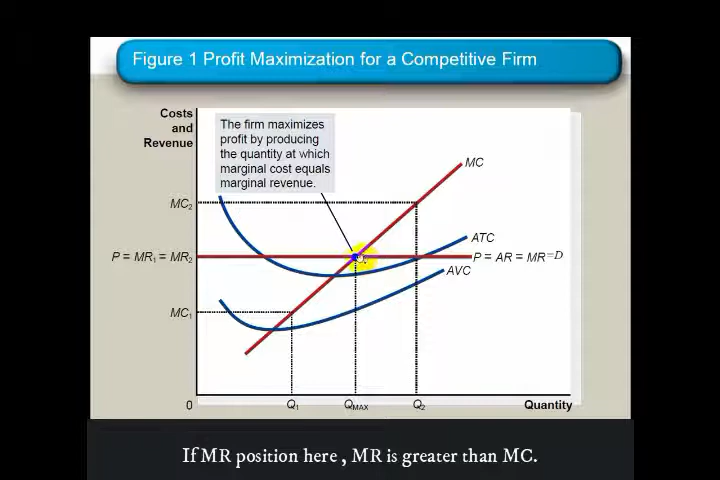 Figure 1 Profit Maximization for a Competitive Firm
Costs
and
Revenue
The firm maximizes
profit by producing
the quantity at which
marginal cost equals
marginal revenue.
MC
MC2
ATC
P = MR1 = MR2
P = AR = MR =D
AVC
MC1
0
Q1
QMAX
Q2
Quantity
If MR position here , MR is greater than MC.